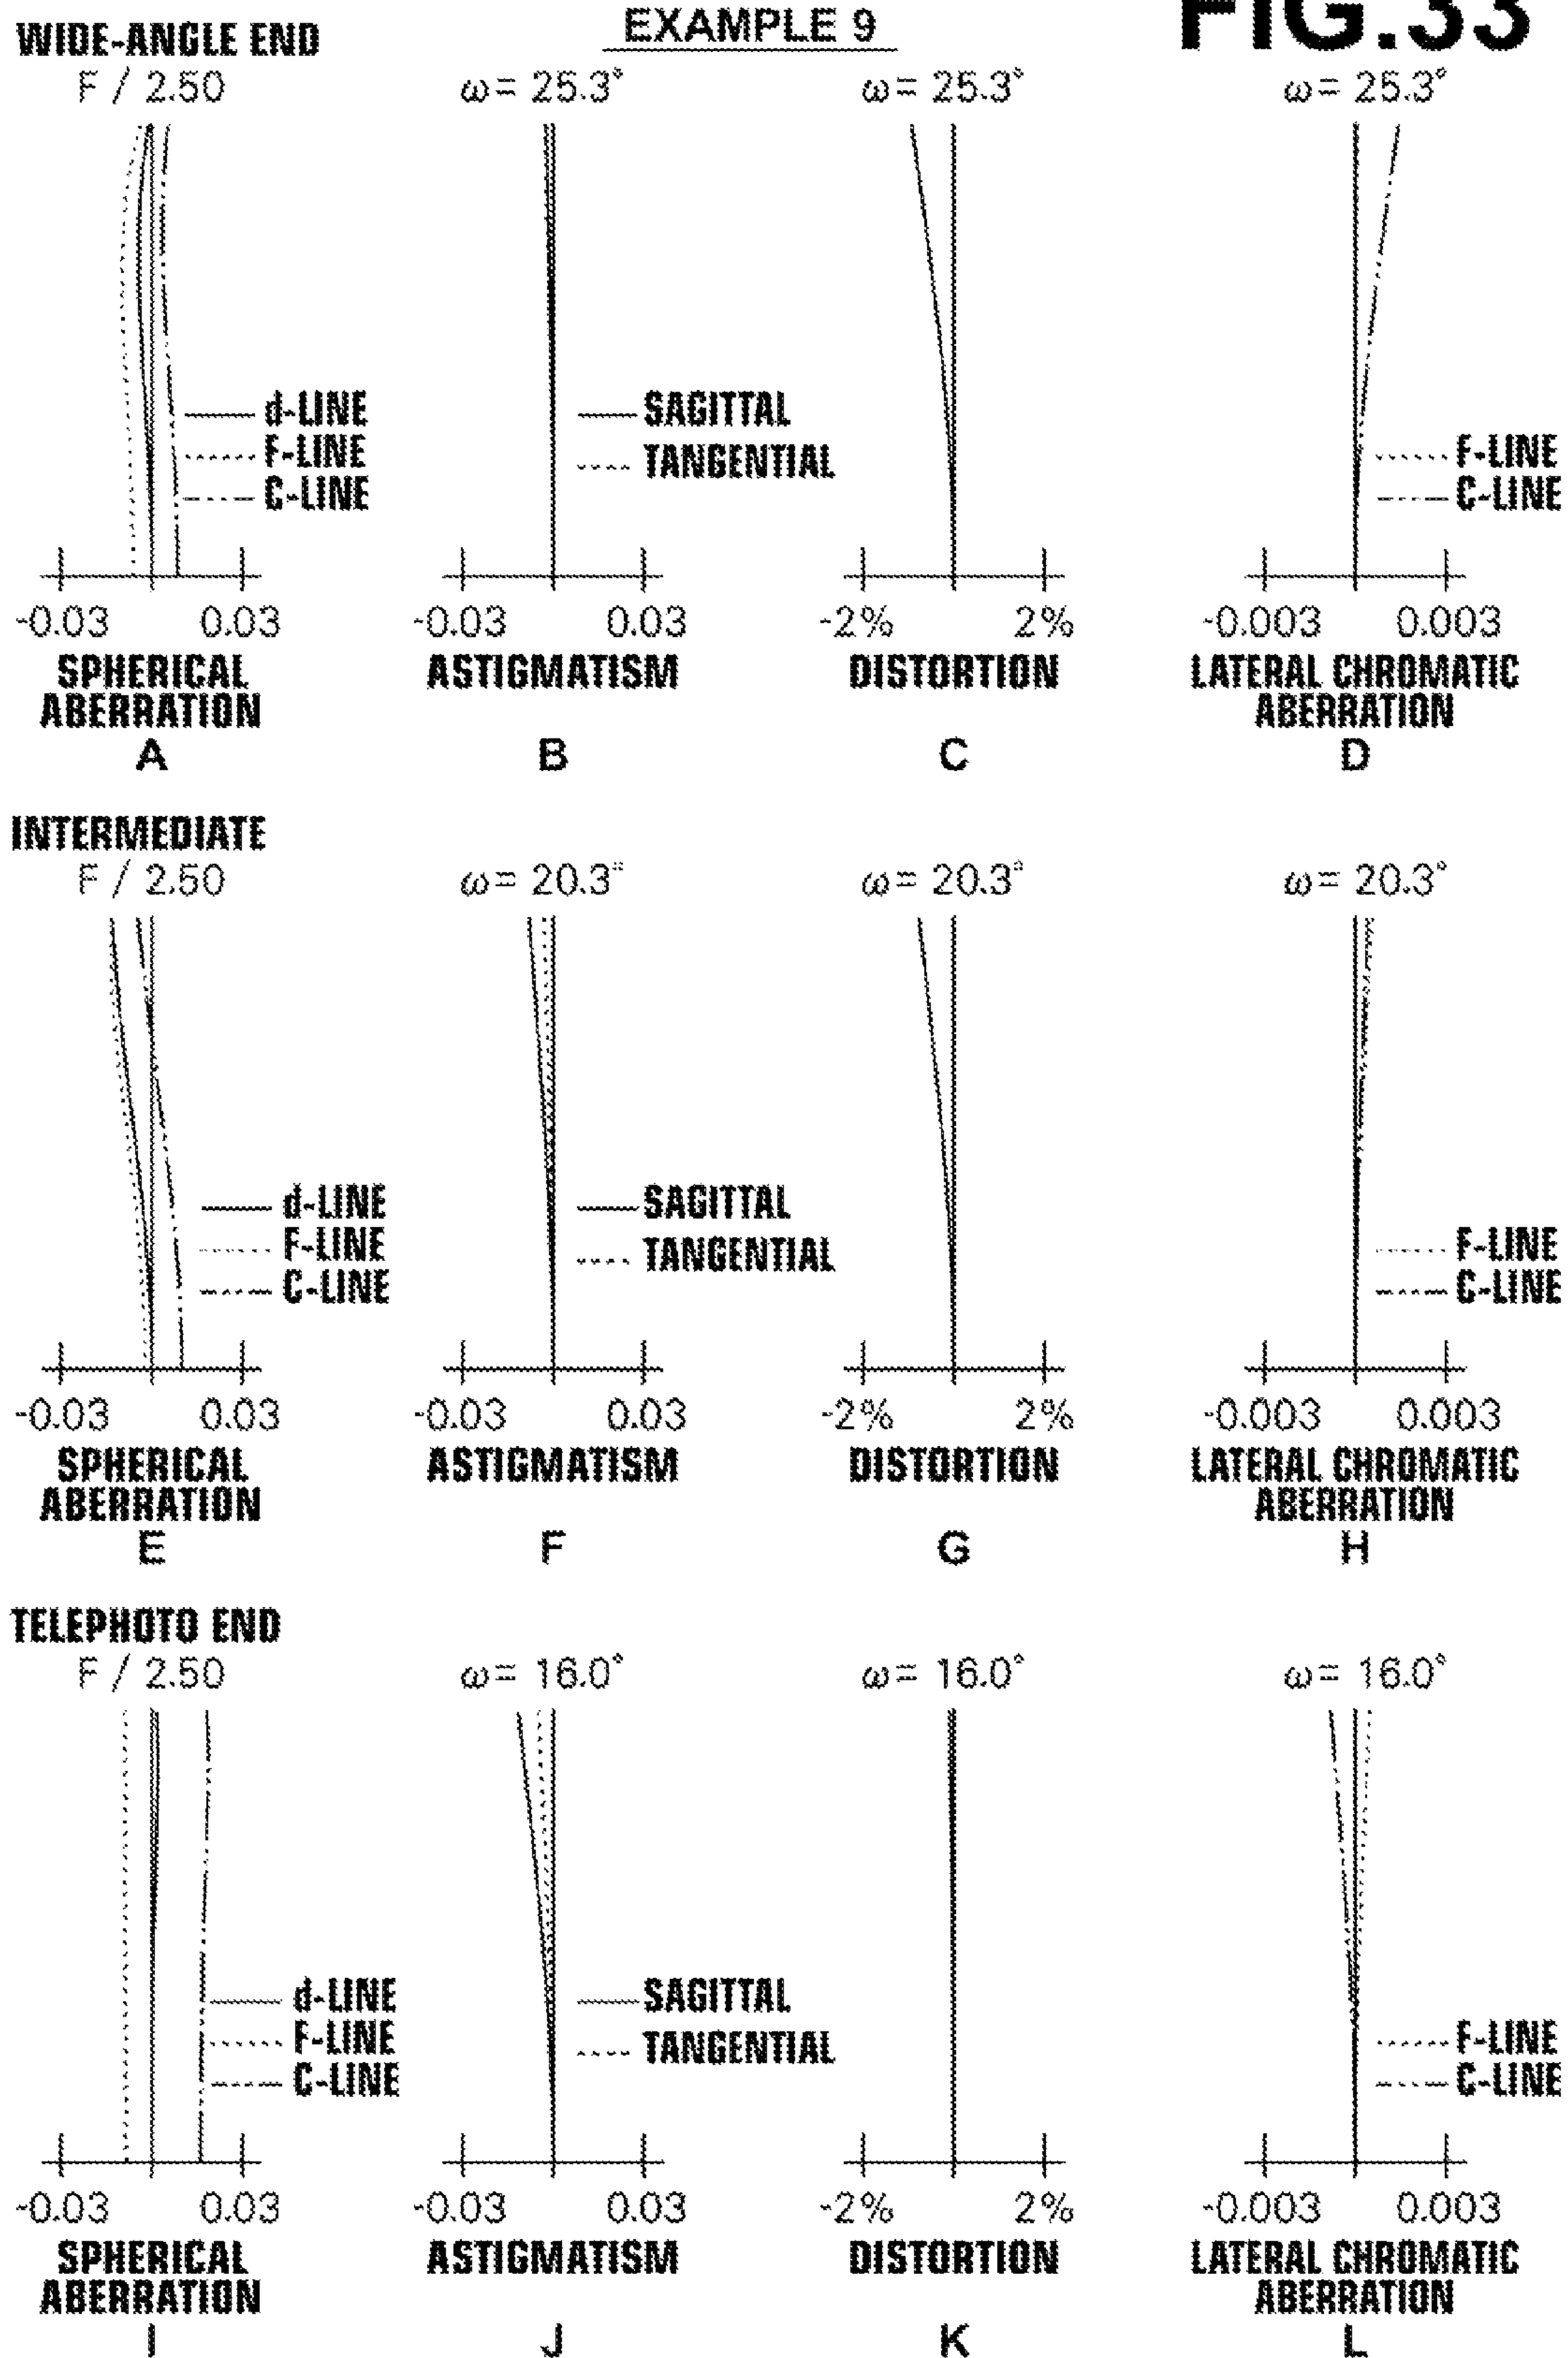 EXAMPLE 9
FIG.33
WIDE-ANGLE END
F / 2.50
ω= 25.3°
ω= 25.3°
ω= 25.3°
d-LINE
F-LINE
C-LINE
SAGITTAL
TANGENTIAL
F-LINE
C-LINE
-0.03 0.03
-0.03 0.03
-2% 2%
-0.003 0.003
SPHERICAL
ABERRATION
ASTIGMATISM
DISTORTION
LATERAL CHROMATIC
ABERRATION
A
B
C
D
INTERMEDIATE
F / 2.50
ω= 20.3°
ω= 20.3°
ω= 20.3°
d-LINE
F-LINE
C-LINE
SAGITTAL
TANGENTIAL
F-LINE
C-LINE
-0.03 0.03
-0.03 0.03
-2% 2%
-0.003 0.003
SPHERICAL
ABERRATION
ASTIGMATISM
DISTORTION
LATERAL CHROMATIC
ABERRATION
E
F
G
H
TELEPHOTO END
F / 2.50
ω= 16.0°
ω= 16.0°
ω= 16.0°
d-LINE
F-LINE
C-LINE
SAGITTAL
TANGENTIAL
F-LINE
C-LINE
-0.03 0.03
-0.03 0.03
-2% 2%
-0.003 0.003
SPHERICAL
ABERRATION
ASTIGMATISM
DISTORTION
LATERAL CHROMATIC
ABERRATION
I
J
K
L